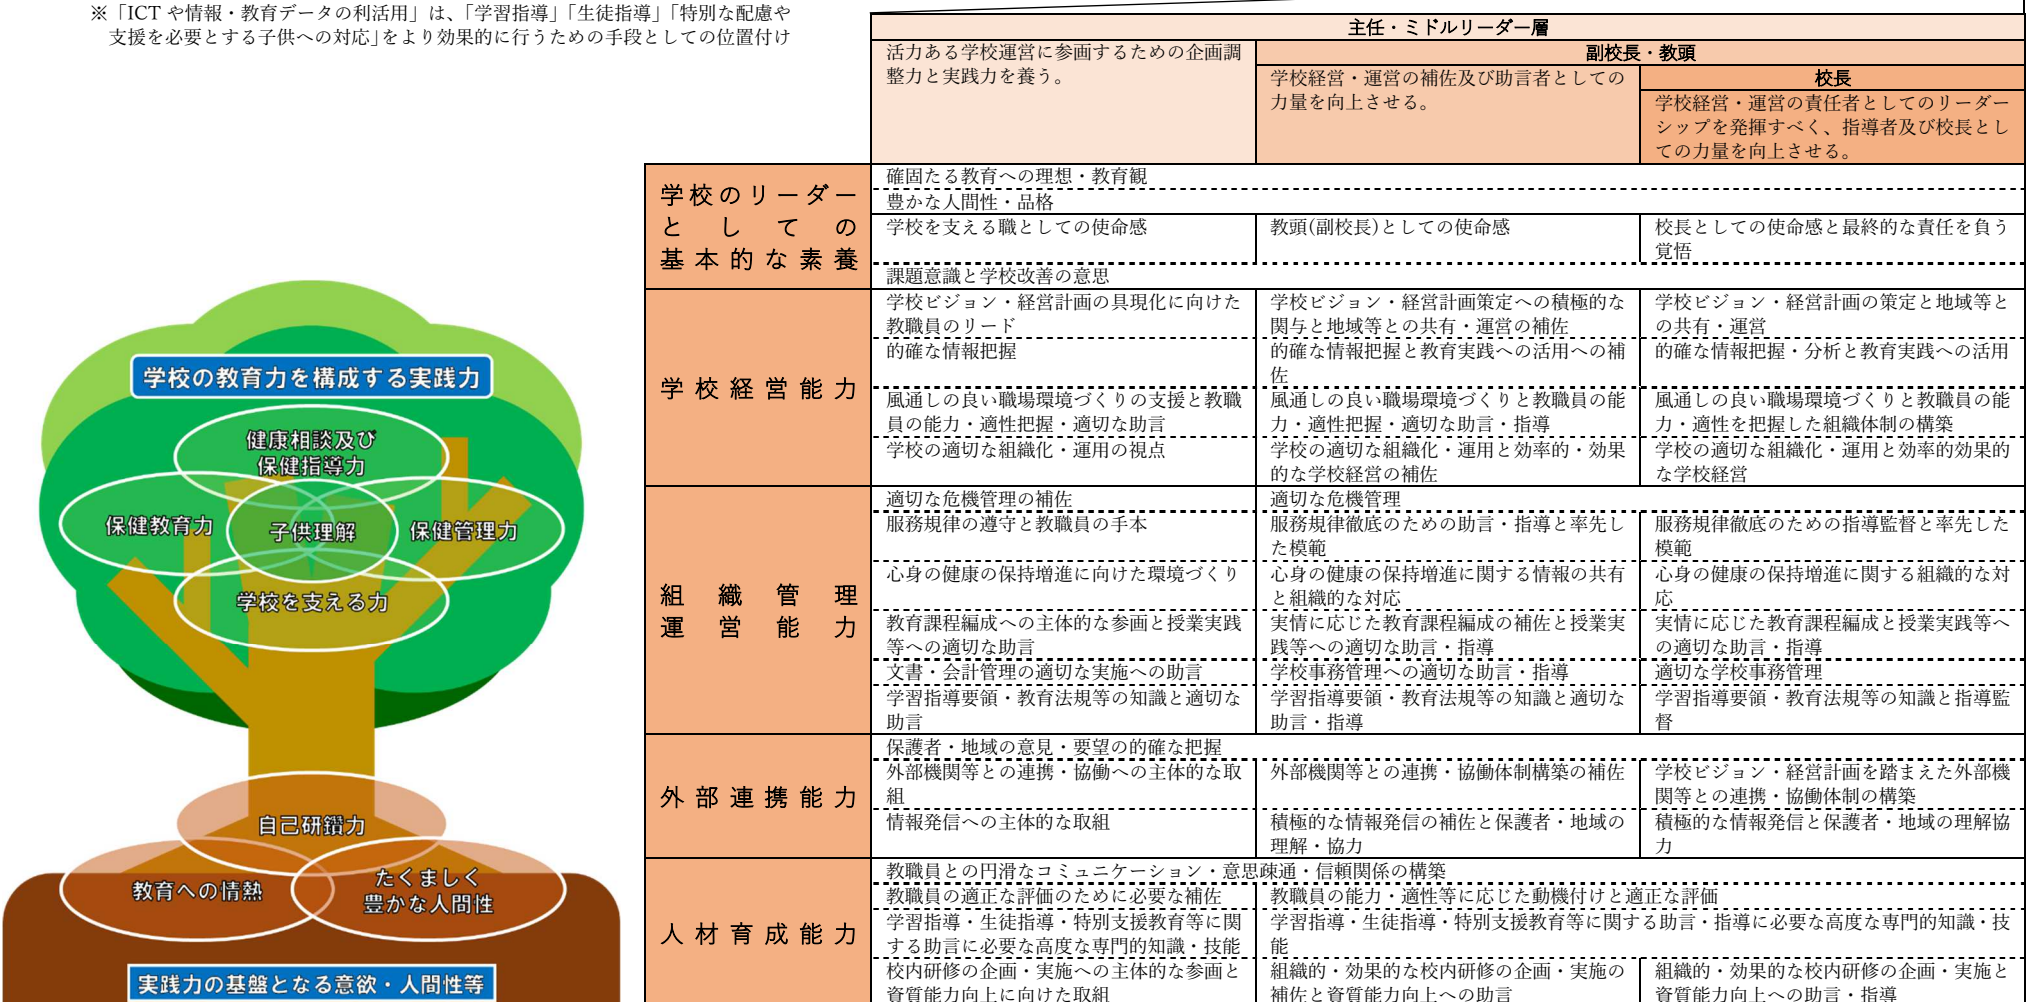 ※「ICT や情報・教育データの利活用」は、「学習指導」「生徒指導」「特別な配慮や
支援を必要とする子供への対応」をより効果的に行うための手段としての位置付け
主任・ミドルリーダー層
活力ある学校運営に参画するための企画調
整力と実践力を養う。
副校長・教頭
学校経営・運営の補佐及び助言者としての
力量を向上させる。
校長
学校経営・運営の責任者としてのリーダー
シップを発揮すべく、指導者及び校長とし
ての力量を向上させる。
学校のリーダー
としての
基本的な素養
確固たる教育への理想・教育観
豊かな人間性・品格
学校を支える職としての使命感
教頭(副校長)としての使命感
校長としての使命感と最終的な責任を負う
覚悟
課題意識と学校改善の意思
学校経営能力
学校ビジョン・経営計画の具現化に向けた
教職員のリード
学校ビジョン・経営計画策定への積極的な
関与と地域等との共有・運営の補佐
学校ビジョン・経営計画の策定と地域等と
の共有・運営
的確な情報把握
的確な情報把握と教育実践への活用への補
佐
的確な情報把握・分析と教育実践への活用
風通しの良い職場環境づくりの支援と教職
員の能力・適性把握・適切な助言
風通しの良い職場環境づくりと教職員の能
力・適性把握・適切な助言・指導
風通しの良い職場環境づくりと教職員の能
力・適性を把握した組織体制の構築
学校の適切な組織化・運用の視点
学校の適切な組織化・運用と効率的・効果
的な学校経営の補佐
学校の適切な組織化・運用と効率的効果的
な学校経営
組織管理
運営能力
適切な危機管理の補佐
適切な危機管理
服務規律の遵守と教職員の手本
服務規律徹底のための助言・指導と率先し
た模範
服務規律徹底のための指導監督と率先した
模範
心身の健康の保持増進に向けた環境づくり
心身の健康の保持増進に関する情報の共有
と組織的な対応
心身の健康の保持増進に関する組織的な対
応
教育課程編成への主体的な参画と授業実践
等への適切な助言
実情に応じた教育課程編成の補佐と授業実
践等への適切な助言・指導
実情に応じた教育課程編成と授業実践等へ
の適切な助言・指導
文書・会計管理の適切な実施への助言
学校事務管理への適切な助言・指導
適切な学校事務管理
学習指導要領・教育法規等の知識と適切な
助言
学習指導要領・教育法規等の知識と適切な
助言・指導
学習指導要領・教育法規等の知識と指導監
督
外部連携能力
保護者・地域の意見・要望の的確な把握
外部機関等との連携・協働への主体的な取
組
外部機関等との連携・協働体制構築の補佐
学校ビジョン・経営計画を踏まえた外部機
関等との連携・協働体制の構築
情報発信への主体的な取組
積極的な情報発信の補佐と保護者・地域の
理解・協力
積極的な情報発信と保護者・地域の理解協
力
人材育成能力
教職員との円滑なコミュニケーション・意思疎通・信頼関係の構築
教職員の適正な評価のために必要な補佐
教職員の能力・適性等に応じた動機付けと適正な評価
学習指導・生徒指導・特別支援教育等に関
する助言に必要な高度な専門的知識・技能
学習指導・生徒指導・特別支援教育等に関する助言・指導に必要な高度な専門的知識・技
能
校内研修の企画・実施への主体的な参画と
資質能力向上に向けた取組
組織的・効果的な校内研修の企画・実施の
補佐と資質能力向上への助言
組織的・効果的な校内研修の企画・実施と
資質能力向上への助言・指導
学校の教育力を構成する実践力
健康相談及び
保健指導力
保健教育力
子供理解
保健管理力
学校を支える力
自己研鑽力
教育への情熱
たくましく
豊かな人間性
実践力の基盤となる意欲・人間性等